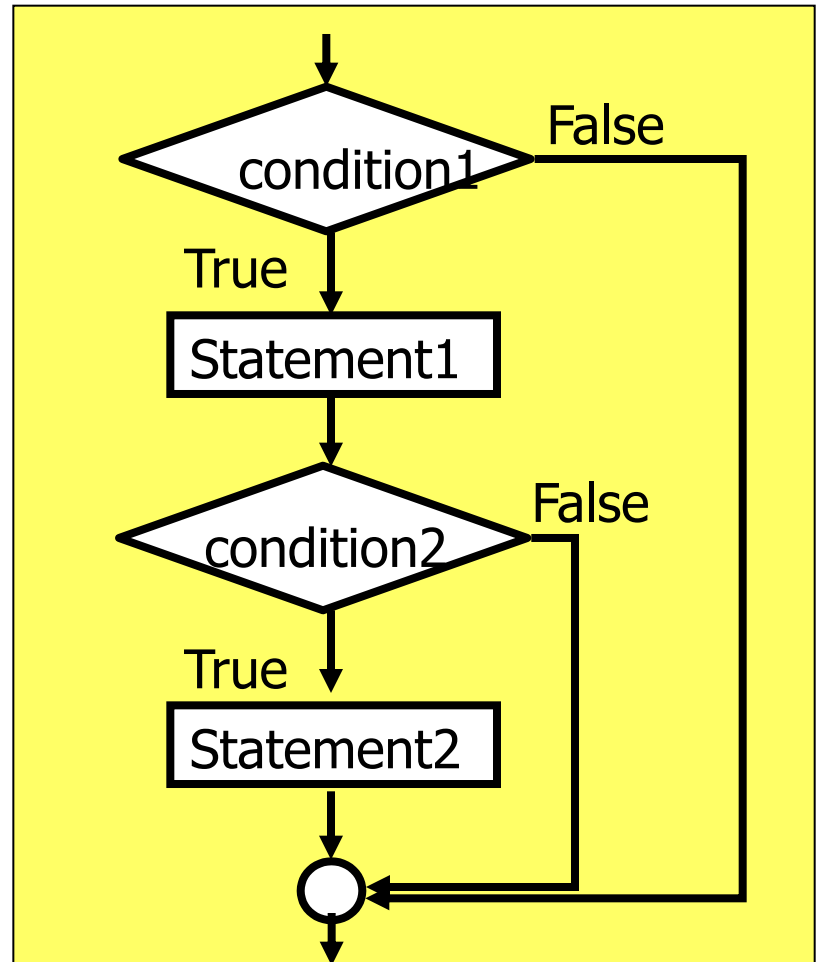 False
condition1
True
Statement1
False
condition2
True
Statement2